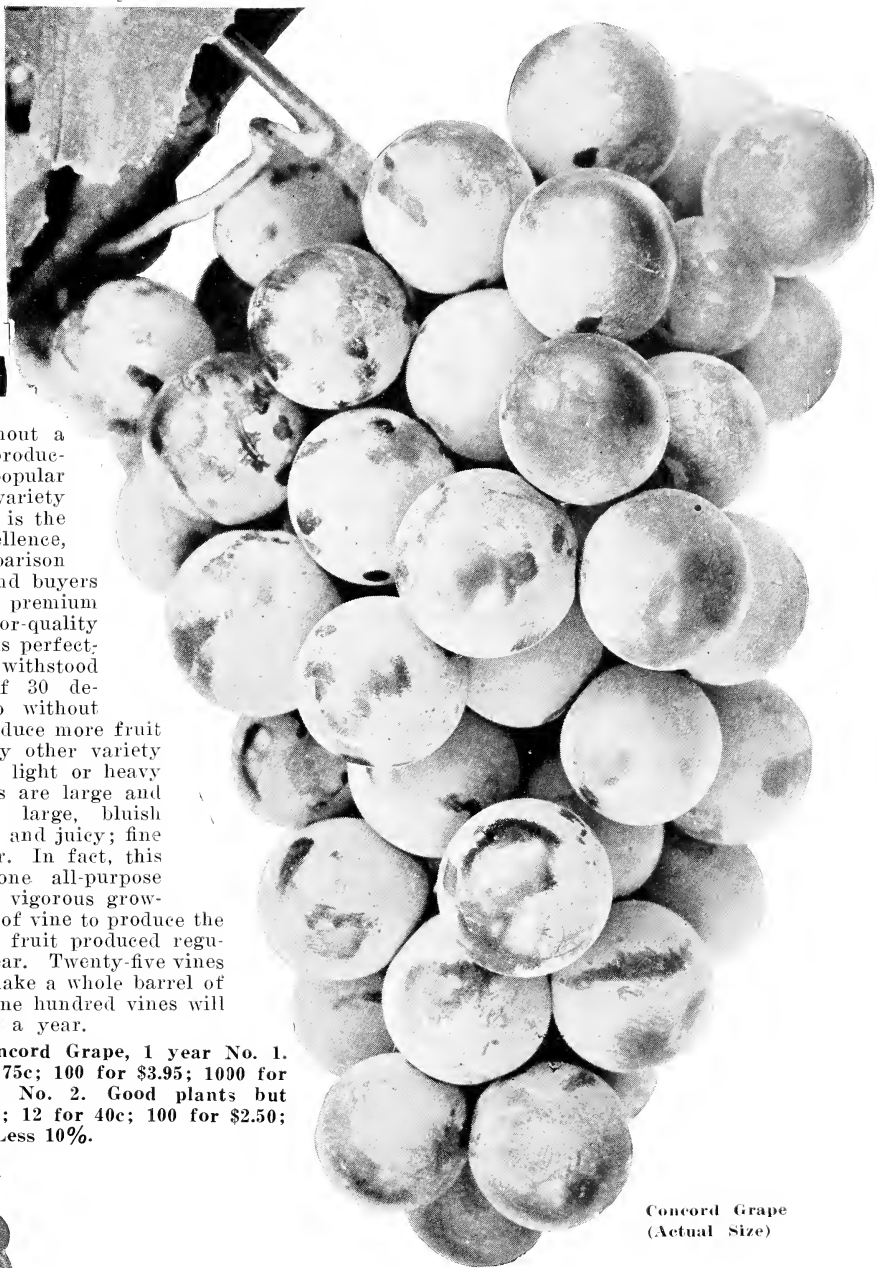 hout a
produc-
popular
variety
is the
ellence,
parison
nd buyers
premium
or-quality
s perfect-
withstood
f 30 de-
o without
duce more fruit
y other variety
light or heavy
s are large and
large, bluish
and juicy; fine
r. In fact, this
one all-purpose
vigorous grow-
of vine to produce the
fruit produced regu-
ar. Twenty-five vines
ake a whole barrel of
ne hundred vines will
a year.
ncord Grape, 1 year No. 1.
75c; 100 for $3.95; 1000 for
No. 2. Good plants but
; 12 for 40c; 100 for $2.50;
Less 10%.
Concord Grape
(Actual Size)